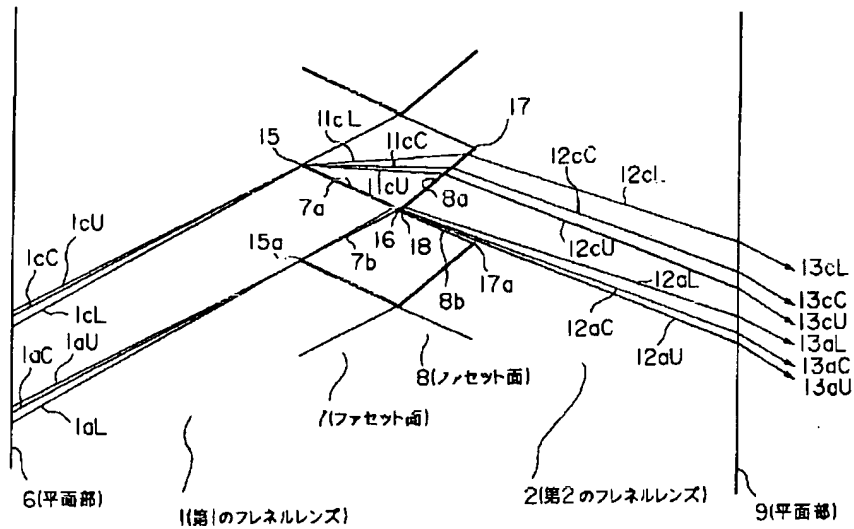 15
11cL
11cC
17
12cC
12cL
7a
11cU
8a
1cU
1cC
16
18
12cU
13cL
15a
7b
8b
17a
12aL
13cC
1cL
13cU
1aU
12aC
13aL
1aC
12aU
13aC
13aU
8(ファセット面)
1aL
7(ファセット面)
6(平面部)
1(第1のフレネルレンズ)
2(第2のフレネルレンズ)
9(平面部)